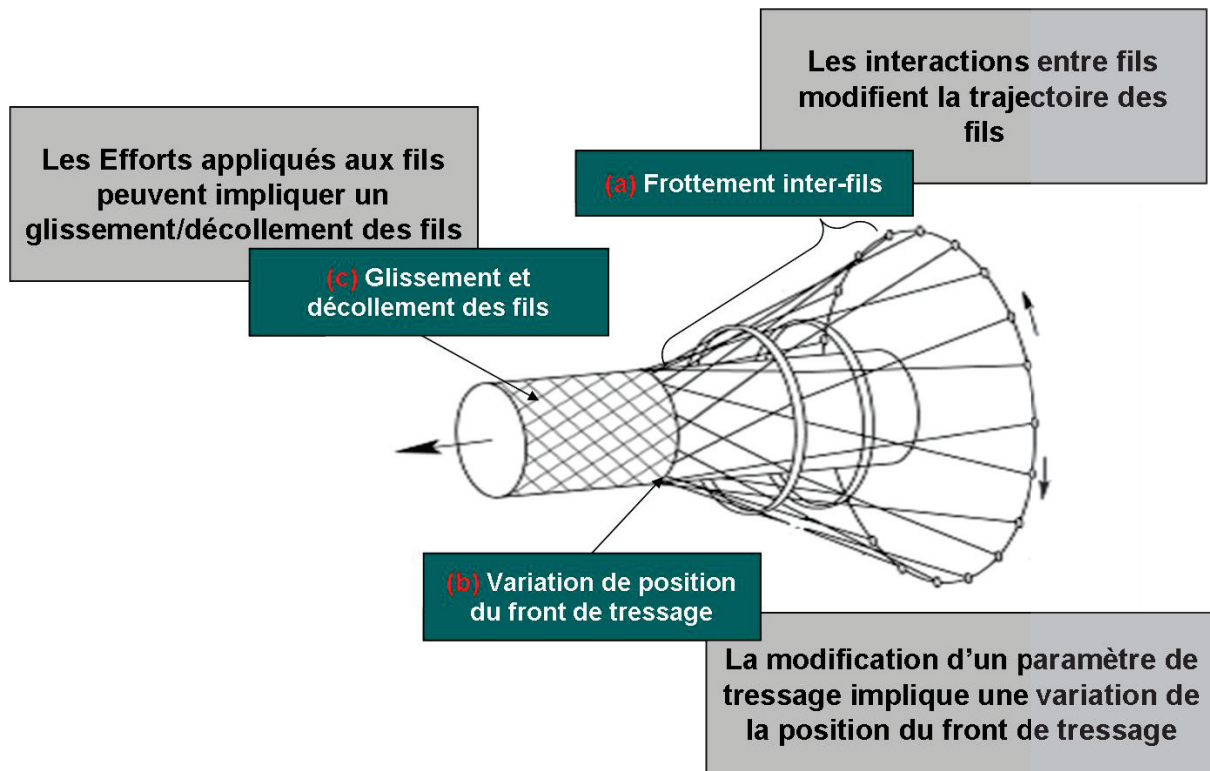 Les interactions entre fils
modifient la trajectoire des
fils
Les Efforts appliqués aux fils
peuvent impliquer un
glissement/décollement des fils
(a) Frottement inter-fils
(c) Glissement et
décollement des fils
(b) Variation de position
du front de tressage
La modification d'un paramètre de
tressage implique une variation de
la position du front de tressage